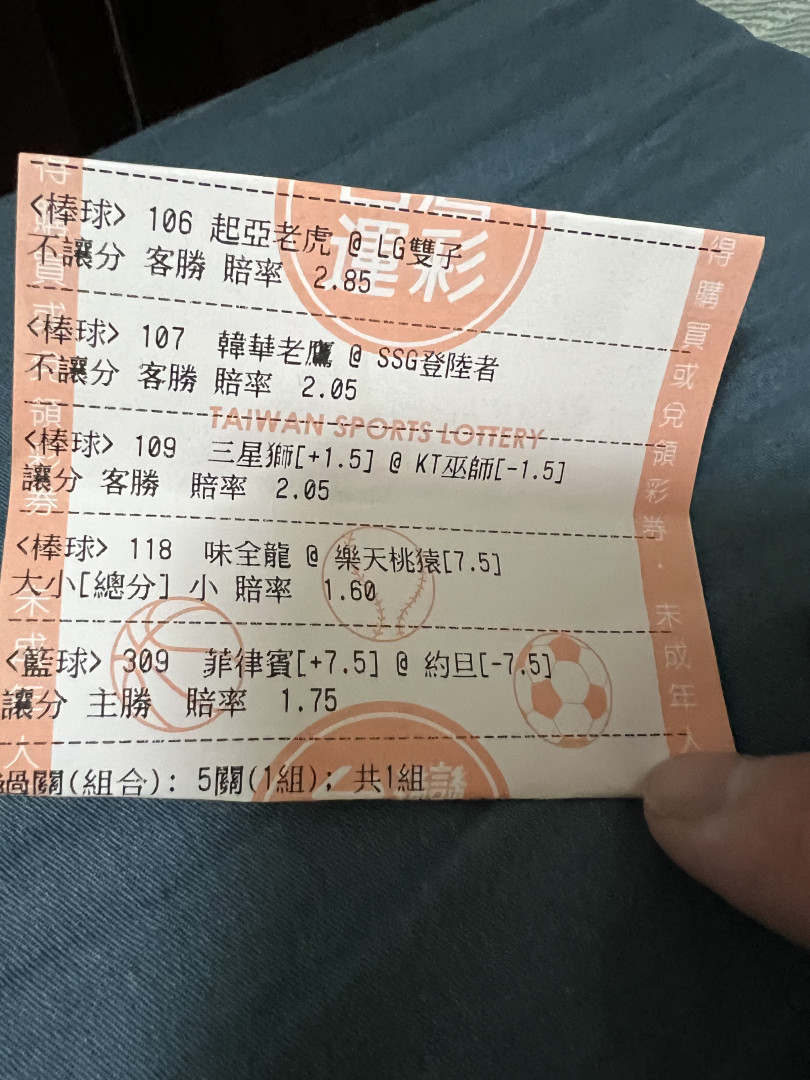 <棒球> 106 起亞老虎 @ LG雙子
不讓分 客勝 賠率 2.85
<棒球> 107 韓華老鷹 @ SSG登陸者
不讓分 客勝 賠率 2.05
TAIWAN SPORTS LOTTERY
<棒球> 109 三星獅[+1.5] @ KT巫師[-1.5]
讓分 客勝 賠率 2.05
<棒球> 118 味全龍 @ 樂天桃猿[7.5]
大小[總分] 小 賠率 1.60
<籃球> 309 菲律賓[+7.5] @ 約旦[-7.5]
讓分 主勝 賠率 1.75
過關(組合): 5關(1組); 共1組
運彩
得購買或兌領彩券．未成年人